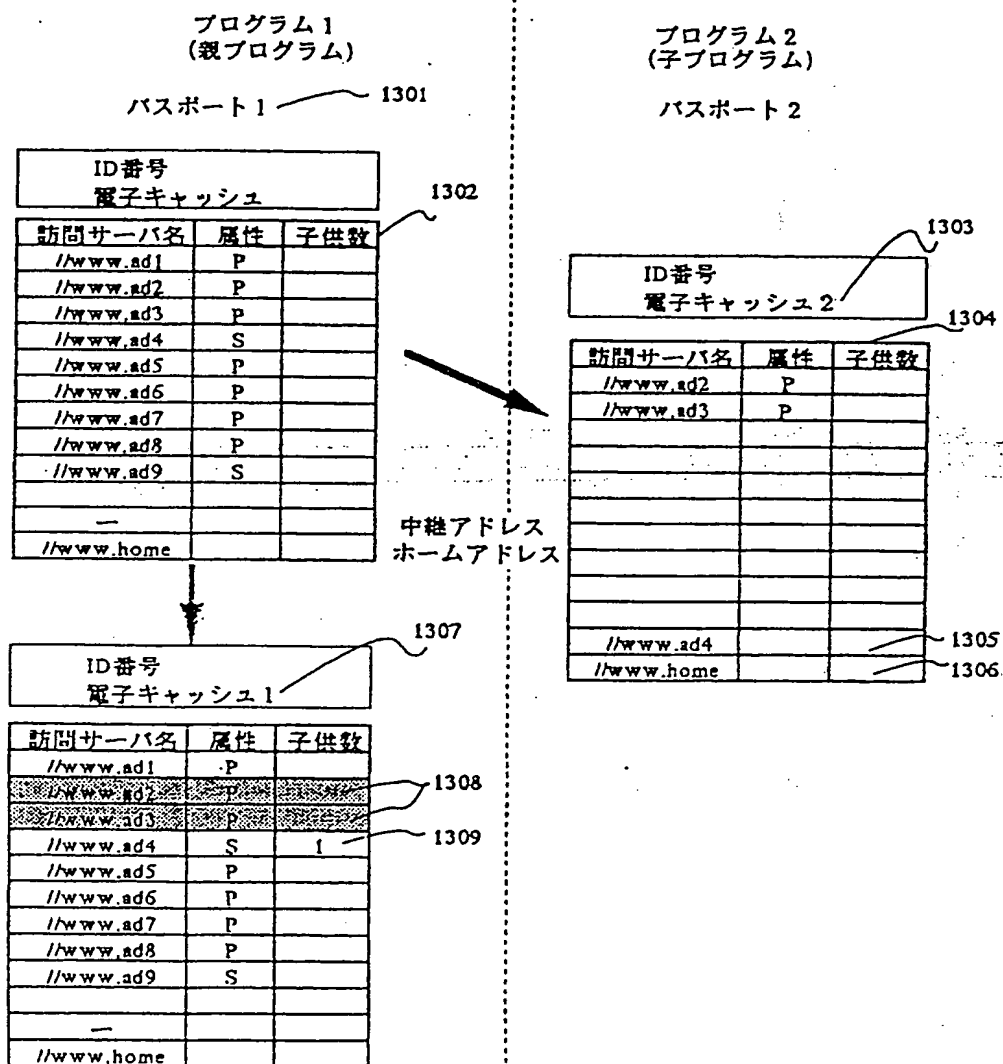 プログラム 1
(親プログラム)
パスポート 1
1301
ID番号
電子キャッシュ
1302
訪問サーバ名 属性 子供数
//www.ad1 P
//www.ad2 P
//www.ad3 P
//www.ad4 S
//www.ad5 P
//www.ad6 P
//www.ad7 P
//www.ad8 P
//www.ad9 S
—
//www.home
1307
ID番号
電子キャッシュ 1
訪問サーバ名 属性 子供数
//www.ad1 P
//www.ad2 P
//www.ad3 P
1308
//www.ad4 S 1
1309
//www.ad5 P
//www.ad6 P
//www.ad7 P
//www.ad8 P
//www.ad9 S
—
//www.home
プログラム 2
(子プログラム)
パスポート 2
1303
ID番号
電子キャッシュ 2
1304
訪問サーバ名 属性 子供数
//www.ad2 P
//www.ad3 P
中継アドレス
//www.ad4
1305
ホームアドレス
//www.home
1306